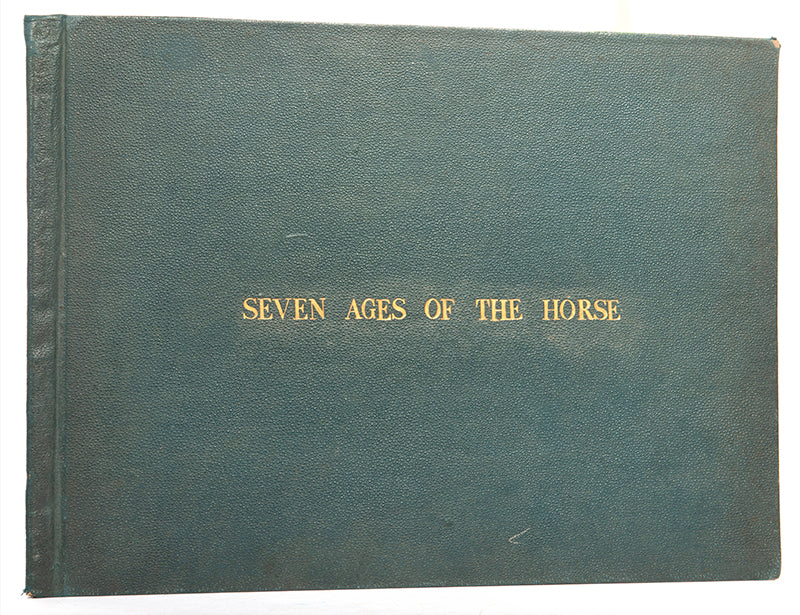 SEVEN AGES OF THE HORSE